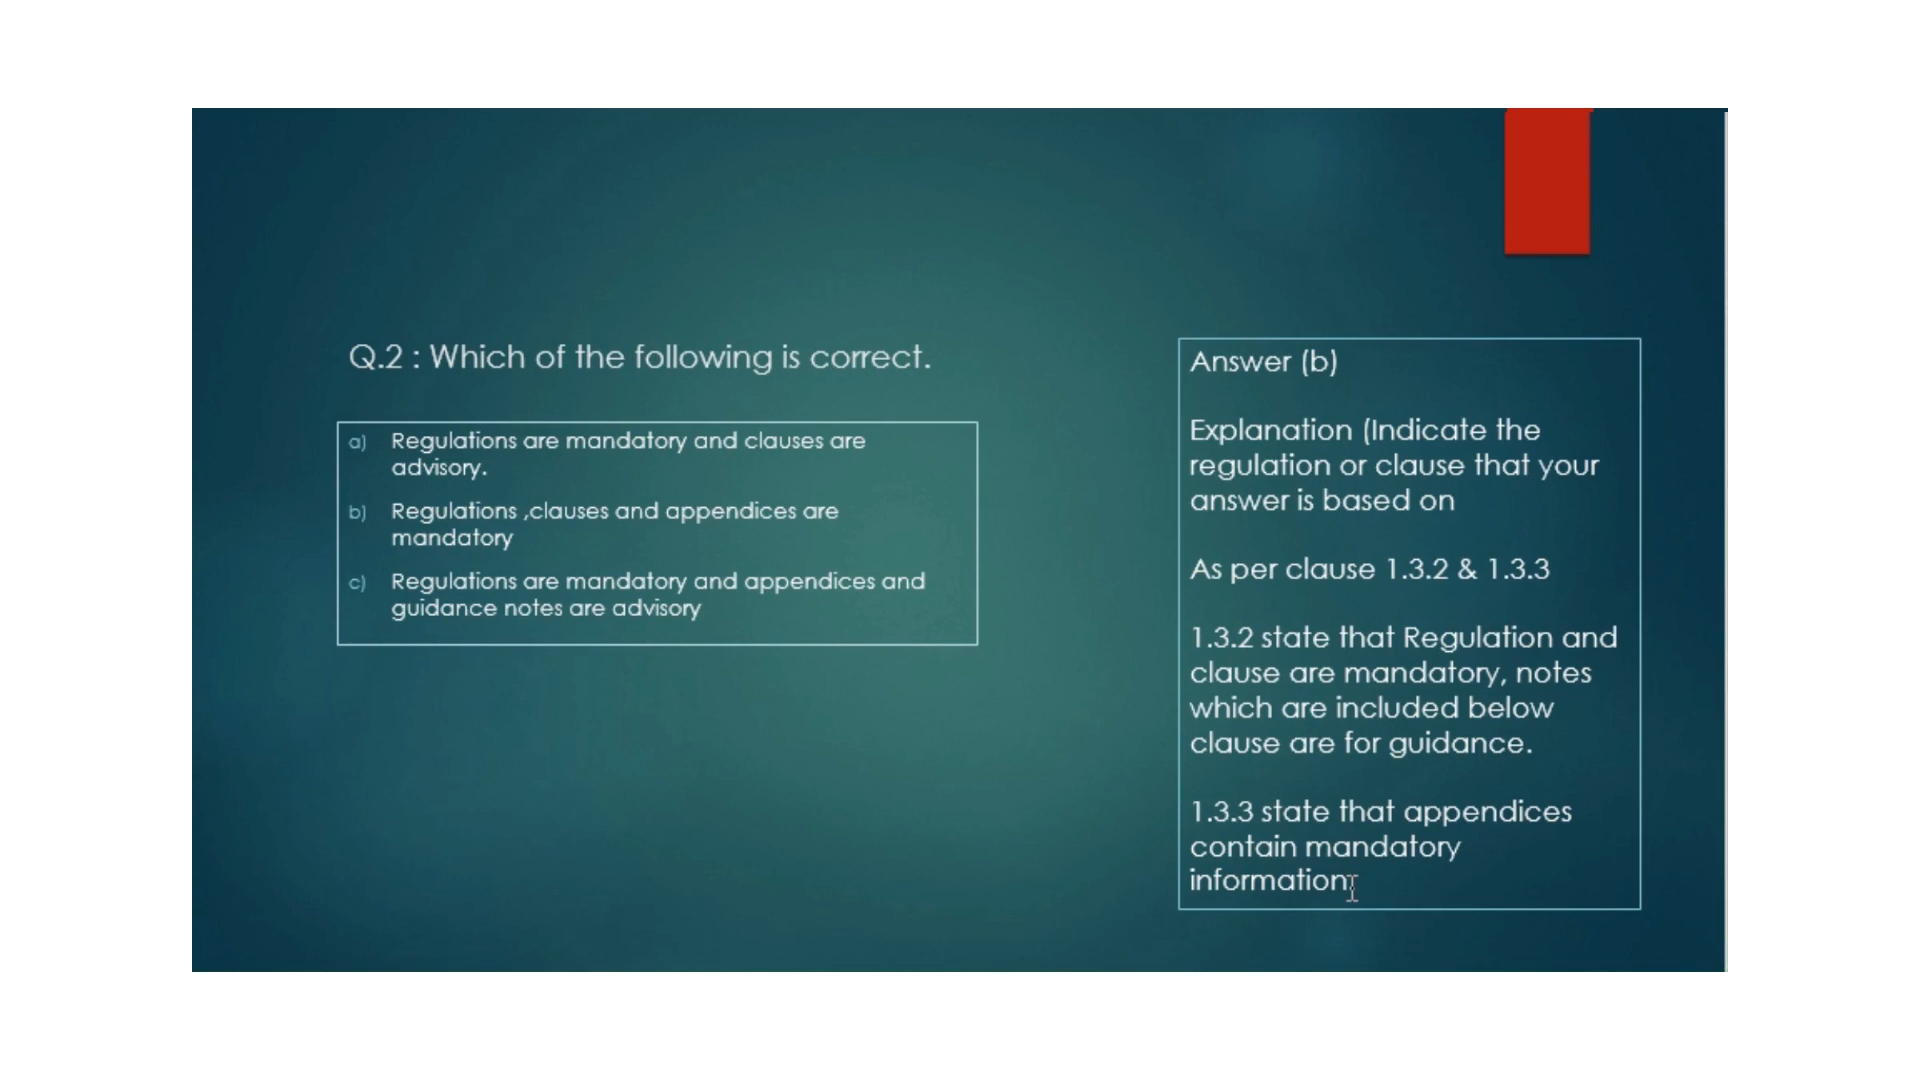 Q.2 : Which of the following is correct.
a) Regulations are mandatory and clauses are
advisory.
b) Regulations ,clauses and appendices are
mandatory
c) Regulations are mandatory and appendices and
guidance notes are advisory
Answer (b)
Explanation (Indicate the
regulation or clause that your
answer is based on
As per clause 1.3.2 & 1.3.3
1.3.2 state that Regulation and
clause are mandatory, notes
which are included below
clause are for guidance.
1.3.3 state that appendices
contain mandatory
information.